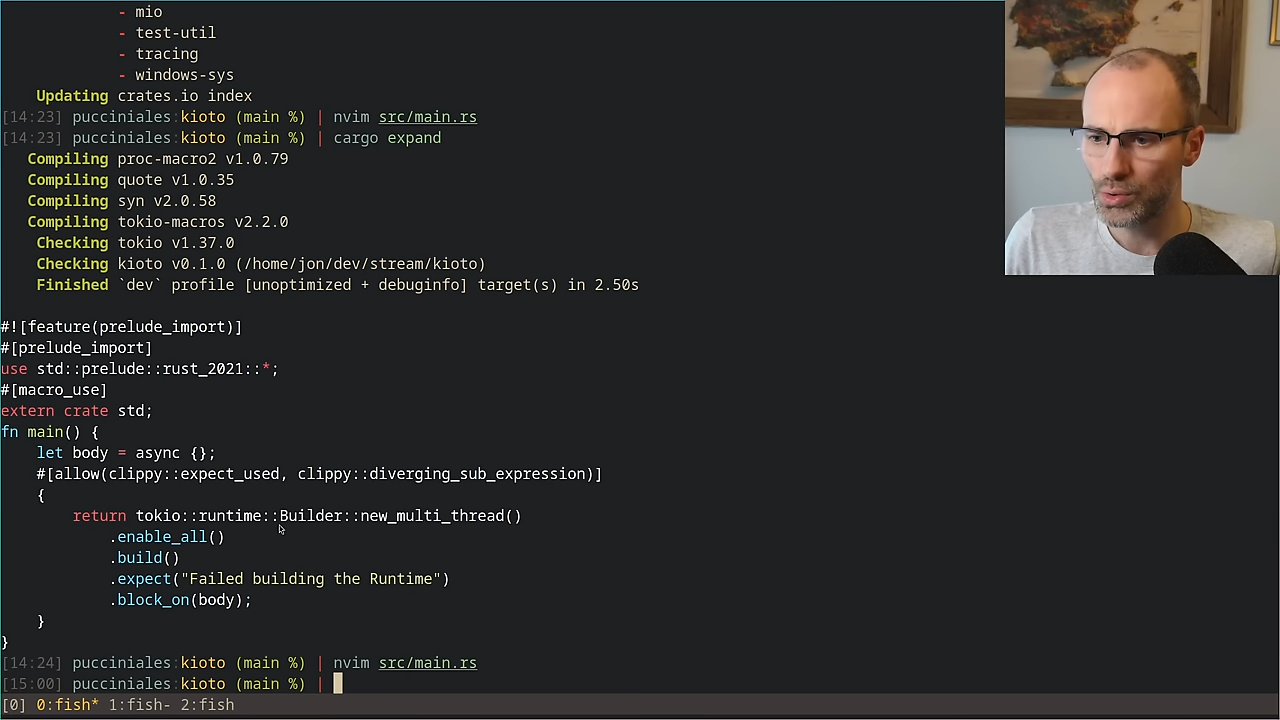 - mio
- test-util
- tracing
- windows-sys
Updating crates.io index
[14:23] pucciniales:kioto (main %) | nvim src/main.rs
[14:23] pucciniales:kioto (main %) | cargo expand
Compiling proc-macro2 v1.0.79
Compiling quote v1.0.35
Compiling syn v2.0.58
Compiling tokio-macros v2.2.0
Checking tokio v1.37.0
Checking kioto v0.1.0 (/home/jon/dev/stream/kioto)
Finished `dev` profile [unoptimized + debuginfo] target(s) in 2.50s
#![feature(prelude_import)]
#[prelude_import]
use std::prelude::rust_2021::*;
#[macro_use]
extern crate std;
fn main() {
    let body = async {};
    #[allow(clippy::expect_used, clippy::diverging_sub_expression)]
    {
        return tokio::runtime::Builder::new_multi_thread()
            .enable_all()
            .build()
            .expect("Failed building the Runtime")
            .block_on(body);
    }
}
[14:24] pucciniales:kioto (main %) | nvim src/main.rs
[15:00] pucciniales:kioto (main %) |
[0] 0:fish* 1:fish- 2:fish